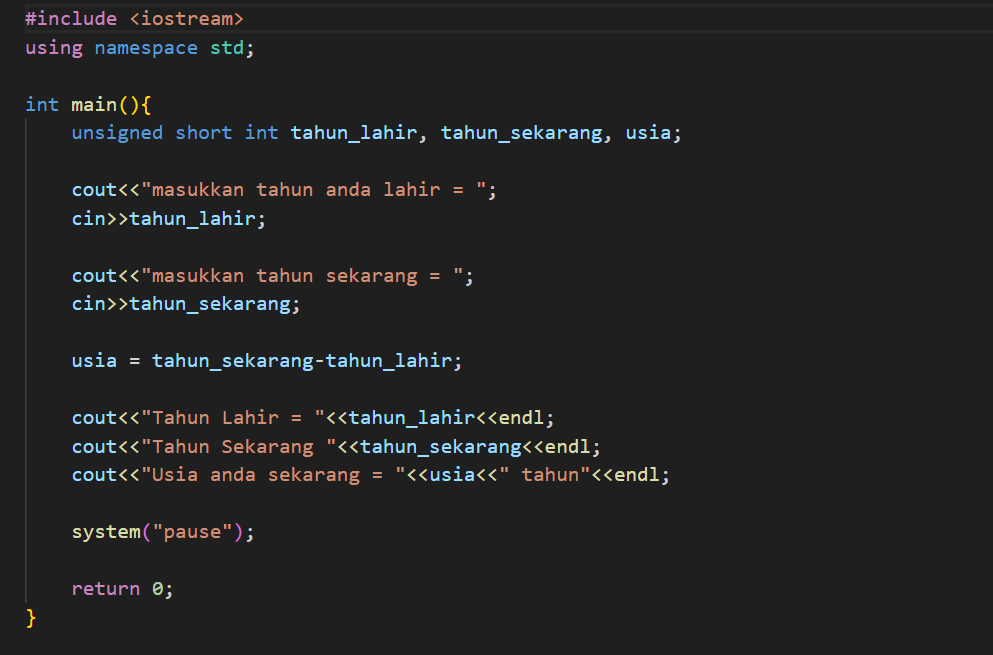 #include <iostream>
using namespace std;
int main(){
unsigned short int tahun_lahir, tahun_sekarang, usia;
cout<<"masukkan tahun anda lahir = ";
cin>>tahun_lahir;
cout<<"masukkan tahun sekarang = ";
cin>>tahun_sekarang;
usia = tahun_sekarang-tahun_lahir;
cout<<"Tahun Lahir = "<<tahun_lahir<<endl;
cout<<"Tahun Sekarang "<<tahun_sekarang<<endl;
cout<<"Usia anda sekarang = "<<usia<<" tahun"<<endl;
system("pause");
return 0;
}